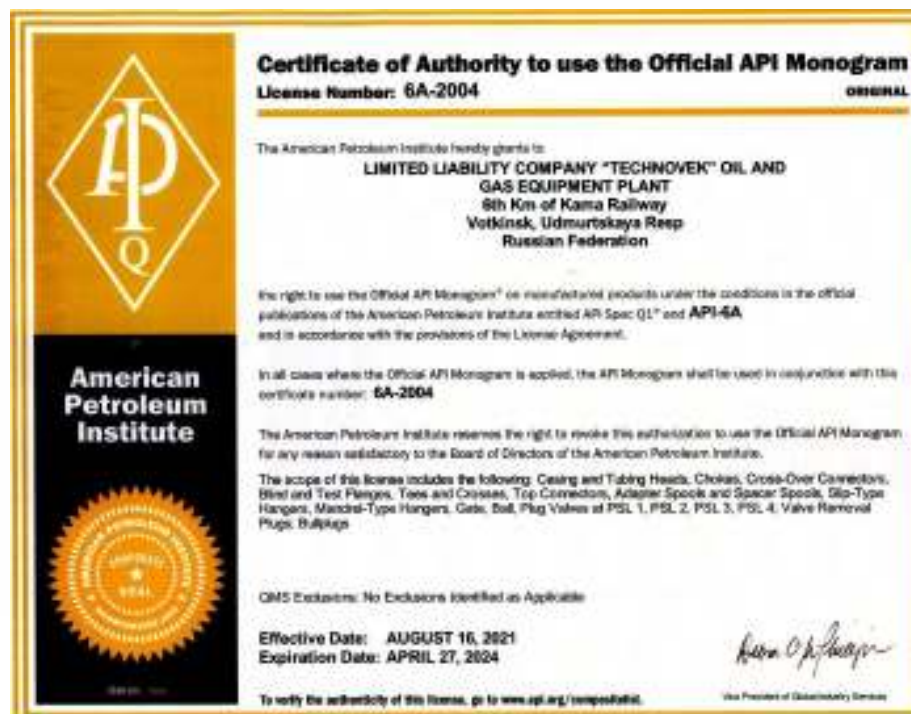 Certificate of Authority to use the Official API Monogram
License Number: 6A-2004
ORIGINAL
API
Q
American
Petroleum
Institute
The American Petroleum Institute hereby grants to
LIMITED LIABILITY COMPANY "TECHNOVEK" OIL AND
GAS EQUIPMENT PLANT
6th Km of Kama Railway
Votkinsk, Udmurtskaya Resp
Russian Federation
the right to use the Official API Monogram® on manufactured products under the conditions in the official
publications of the American Petroleum Institute entitled API Spec Q1® and API-6A
and in accordance with the provisions of the License Agreement.
In all cases where the Official API Monogram is applied, the API Monogram shall be used in conjunction with this
certificate number: 6A-2004
The American Petroleum Institute reserves the right to revoke this authorization to use the Official API Monogram
for any reason satisfactory to the Board of Directors of the American Petroleum Institute.
The scope of this license includes the following: Casing and Tubing Heads, Chokes, Cross-Over Connectors,
Blind and Test Flanges, Tees and Crosses, Top Connectors, Adapter Spools and Spacer Spools, Slip-Type
Hangers, Mandrel-Type Hangers, Gate, Ball, Plug Valves at PSL 1, PSL 2, PSL 3, PSL 4; Valve Removal
Plugs; Bullplugs
QMS Exclusions: No Exclusions Identified as Applicable
Effective Date: AUGUST 16, 2021
Expiration Date: APRIL 27, 2024
To verify the authenticity of this license, go to www.api.org/compositelist.
Vice President of Global Industry Services